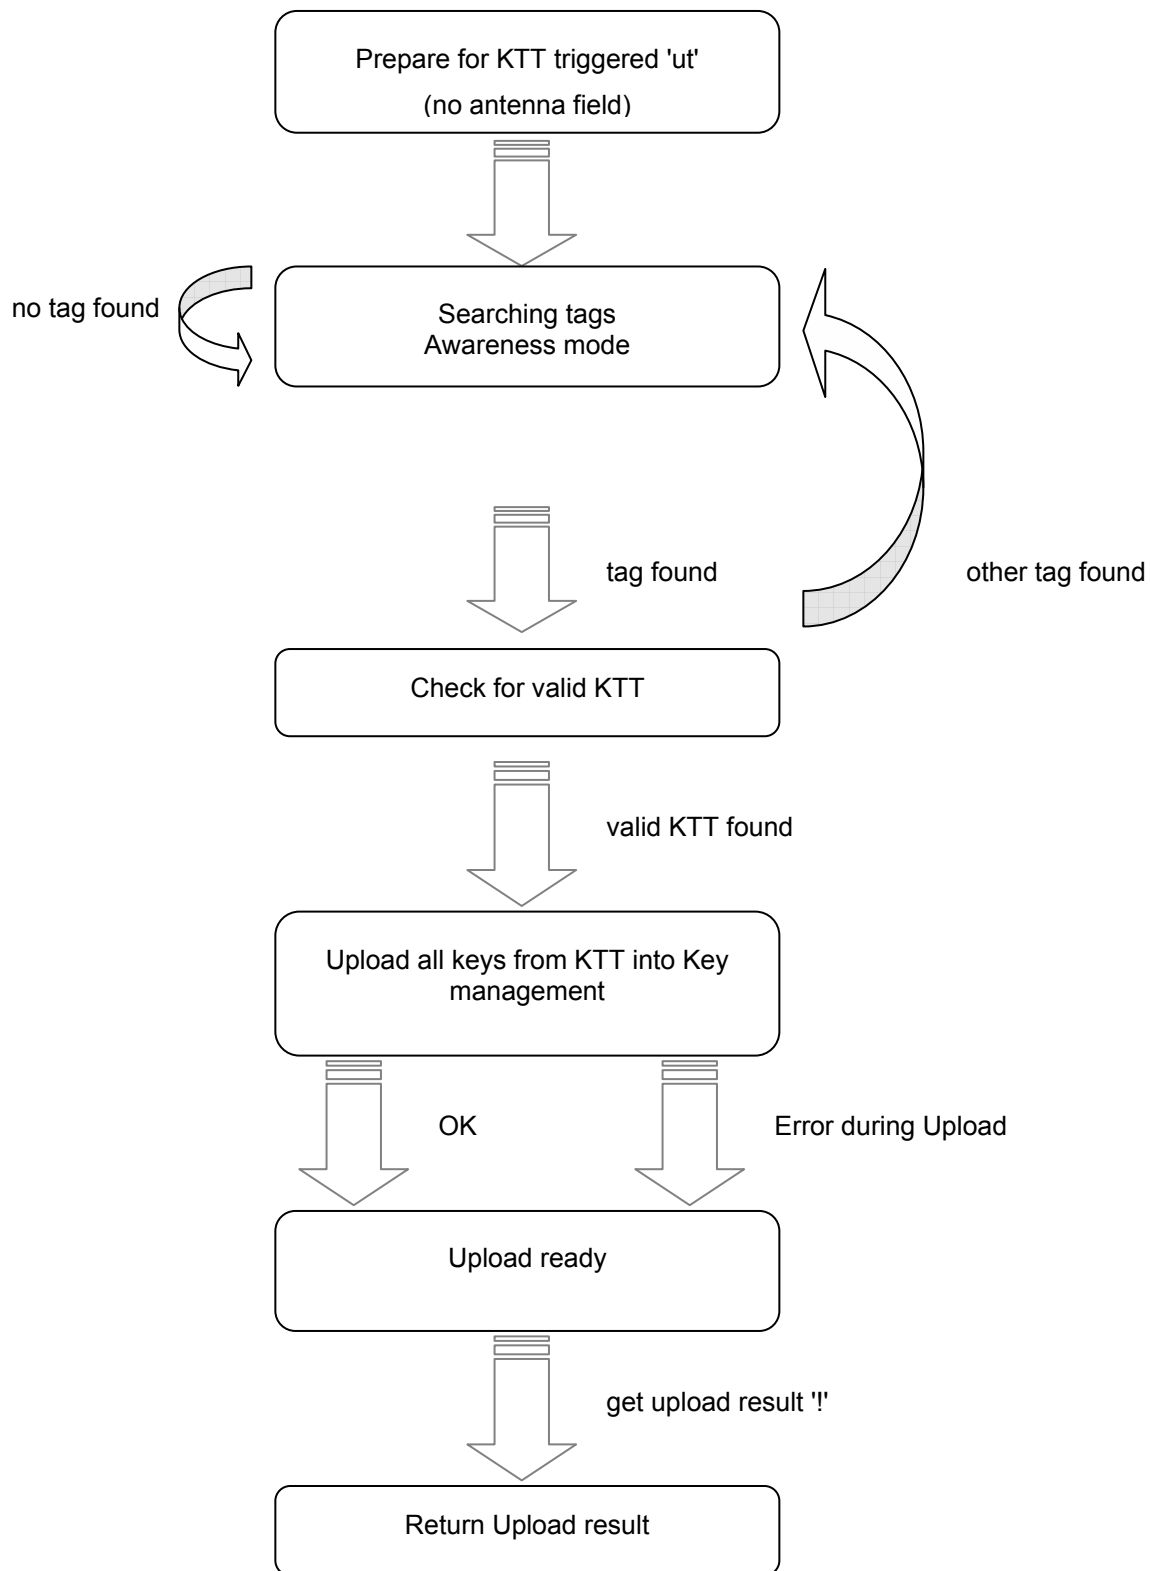 Prepare for KTT triggered 'ut'
(no antenna field)
no tag found
Searching tags
Awareness mode
tag found
other tag found
Check for valid KTT
valid KTT found
Upload all keys from KTT into Key
management
OK
Error during Upload
Upload ready
get upload result '!'
Return Upload result